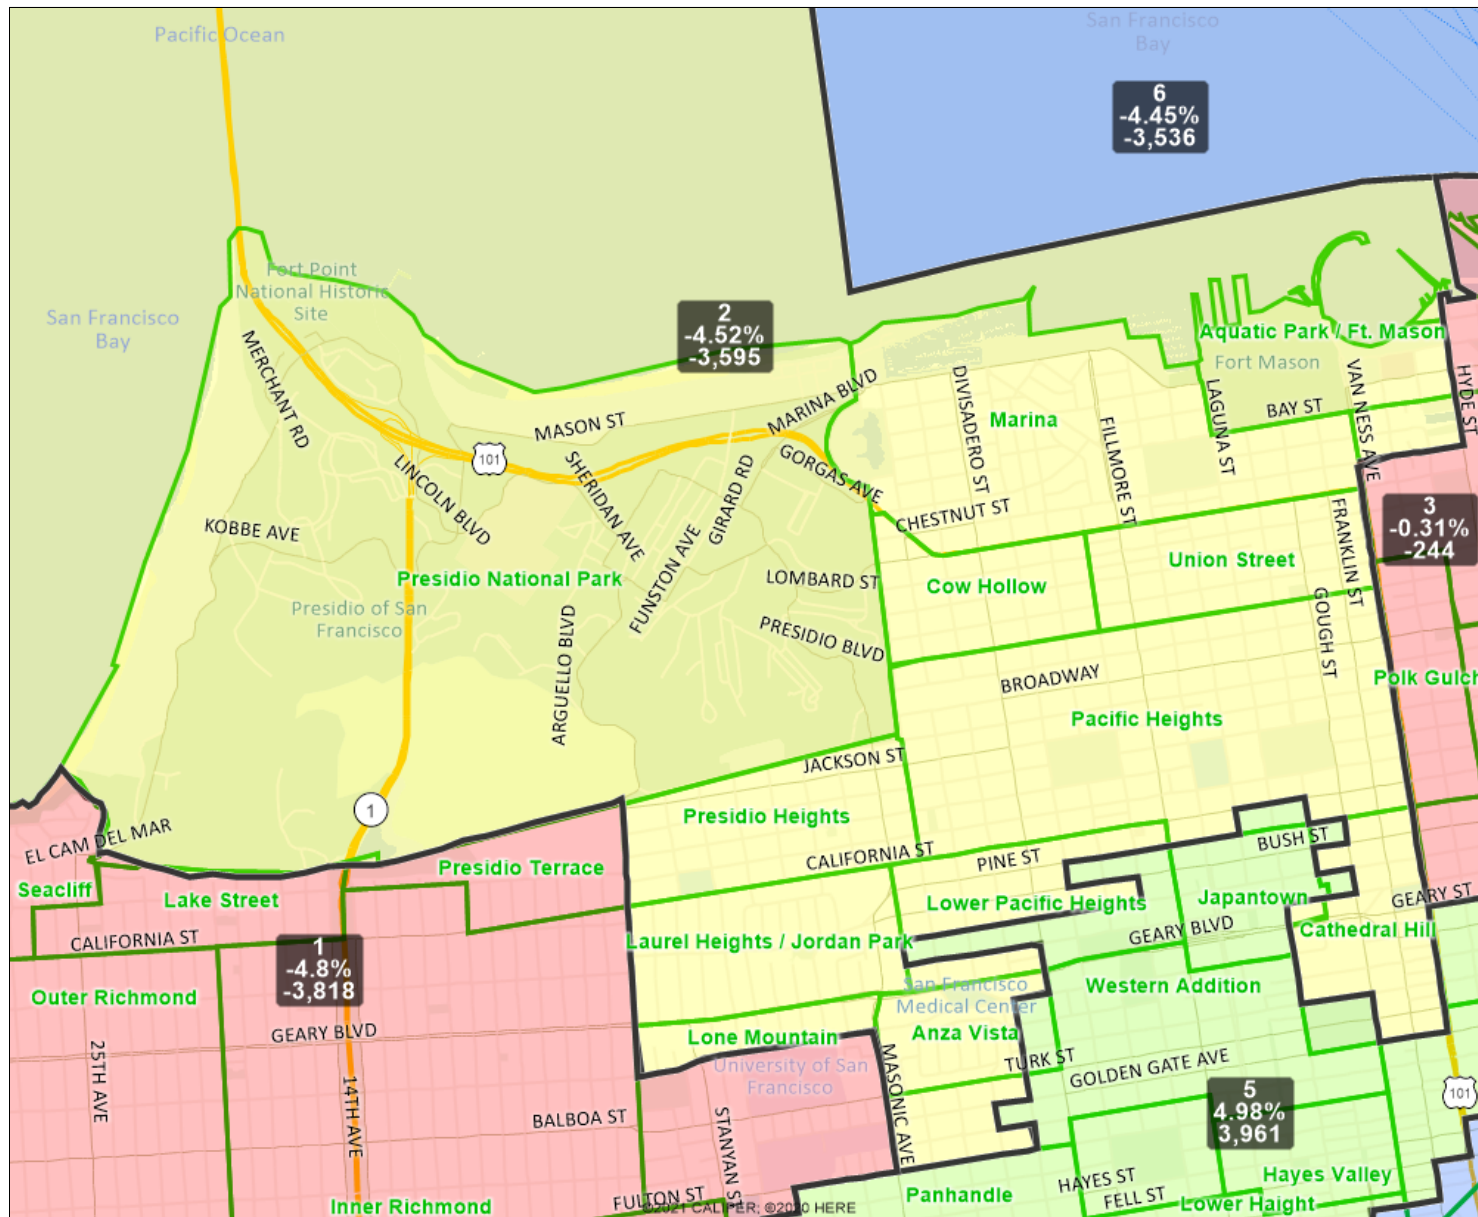 Pacific Ocean
San Francisco
Bay
6
-4.45%
-3,536
Fort Point
National Historic
Site
San Francisco
Bay
2
-4.52%
-3,595
Aquatic Park / Ft. Mason
Fort Mason
MERCHANT RD
MASON ST
MARINA BLVD
DIVISADERO ST
Marina
FILLMORE ST
LAGUNA ST
BAY ST
VAN NESS AVE
HYDE ST
101
LINCOLN BLVD
SHERIDAN AVE
GIRARD RD
GORGAS AVE
CHESTNUT ST
KOBBE AVE
FUNSTON AVE
FRANKLIN ST
3
-0.31%
-244
Presidio National Park
LOMBARD ST
Cow Hollow
Union Street
Presidio of San
Francisco
ARGUELLO BLVD
PRESIDIO BLVD
GOUGH ST
BROADWAY
Polk Gulch
Pacific Heights
JACKSON ST
1
Presidio Heights
EL CAM DEL MAR
CALIFORNIA ST
PINE ST
BUSH ST
Presidio Terrace
Seacliff
Lake Street
Lower Pacific Heights
Japantown
GEARY ST
CALIFORNIA ST
1
-4.8%
-3,818
Laurel Heights / Jordan Park
GEARY BLVD
Cathedral Hill
Outer Richmond
San Francisco
Medical Center
Western Addition
GEARY BLVD
Lone Mountain
Anza Vista
25TH AVE
14TH AVE
University of San
Francisco
MASONIC AVE
TURK ST
GOLDEN GATE AVE
5
4.98%
3,961
101
BALBOA ST
STANYAN ST
HAYES ST
Hayes Valley
Inner Richmond
FULTON ST
Panhandle
FELL ST
Lower Haight
©2021 CALIPER; ©2020 HERE